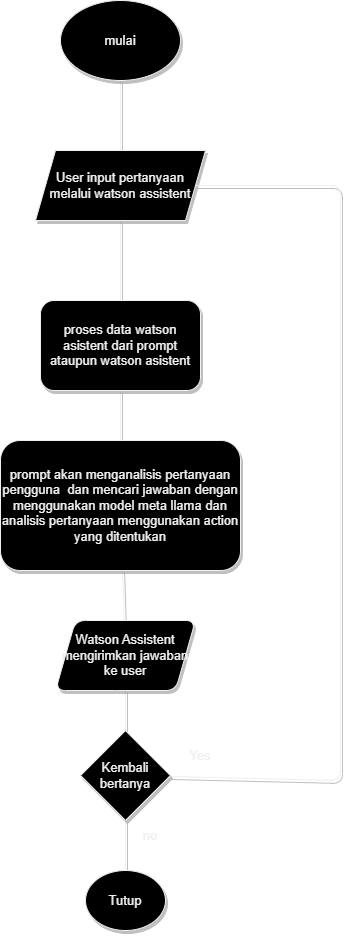 mulai
User input pertanyaan
melalui watson assistent
proses data watson
asistent dari prompt
ataupun watson asistent
prompt akan menganalisis pertanyaan
pengguna dan mencari jawaban dengan
menggunakan model meta llama dan
analisis pertanyaan menggunakan action
yang ditentukan
Watson Assistent
mengirimkan jawaban
ke user
Yes
Kembali
bertanya
no
Tutup